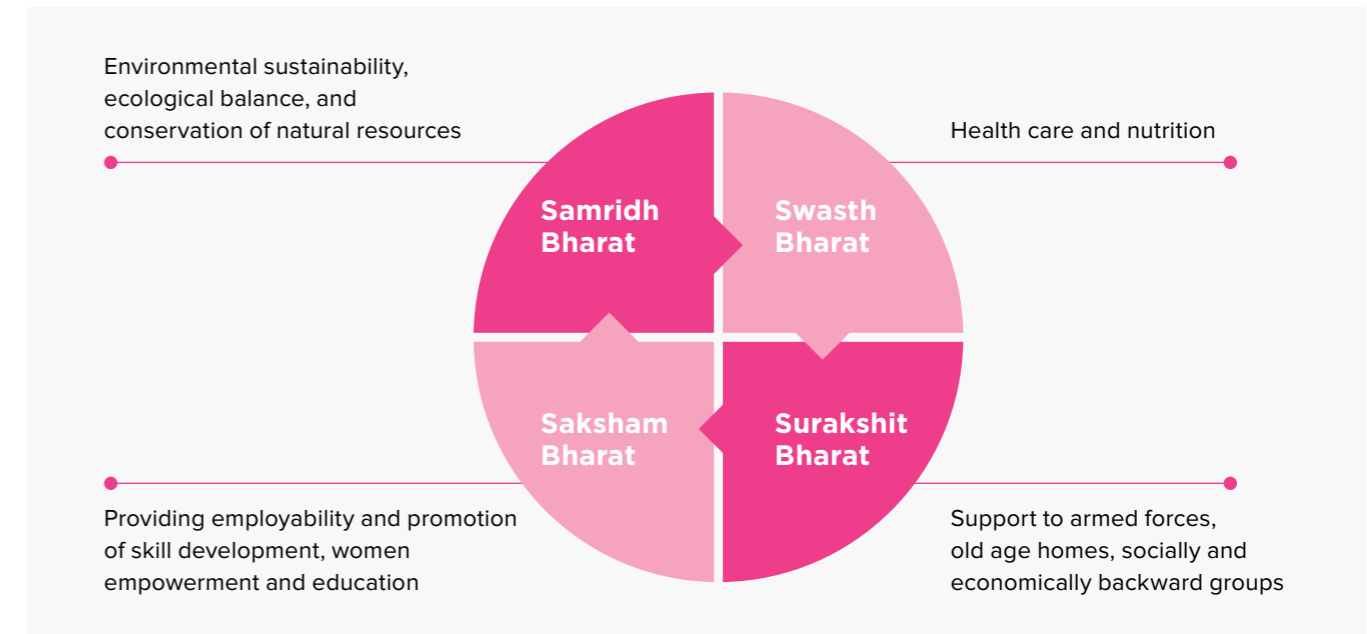 Environmental sustainability,
ecological balance, and
conservation of natural resources
Health care and nutrition
Samridh
Bharat
Swasth
Bharat
Saksham
Bharat
Surakshit
Bharat
Providing employability and promotion
of skill development, women
empowerment and education
Support to armed forces,
old age homes, socially and
economically backward groups